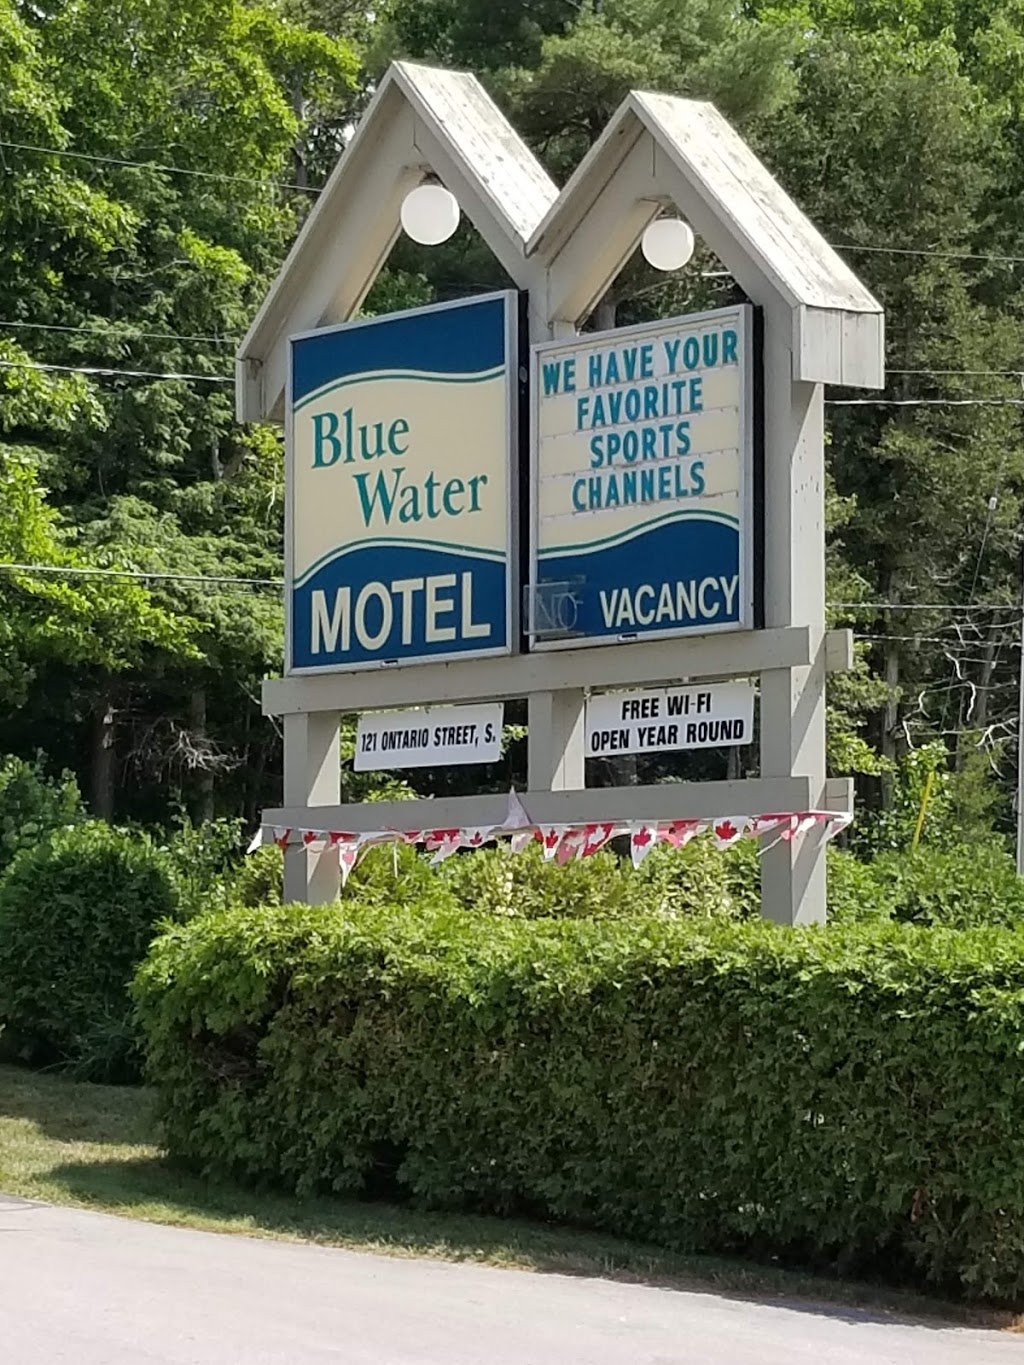 Blue
Water
MOTEL
WE HAVE YOUR
FAVORITE
SPORTS
CHANNELS
NO VACANCY
121 ONTARIO STREET, S.
FREE WI-FI
OPEN YEAR ROUND